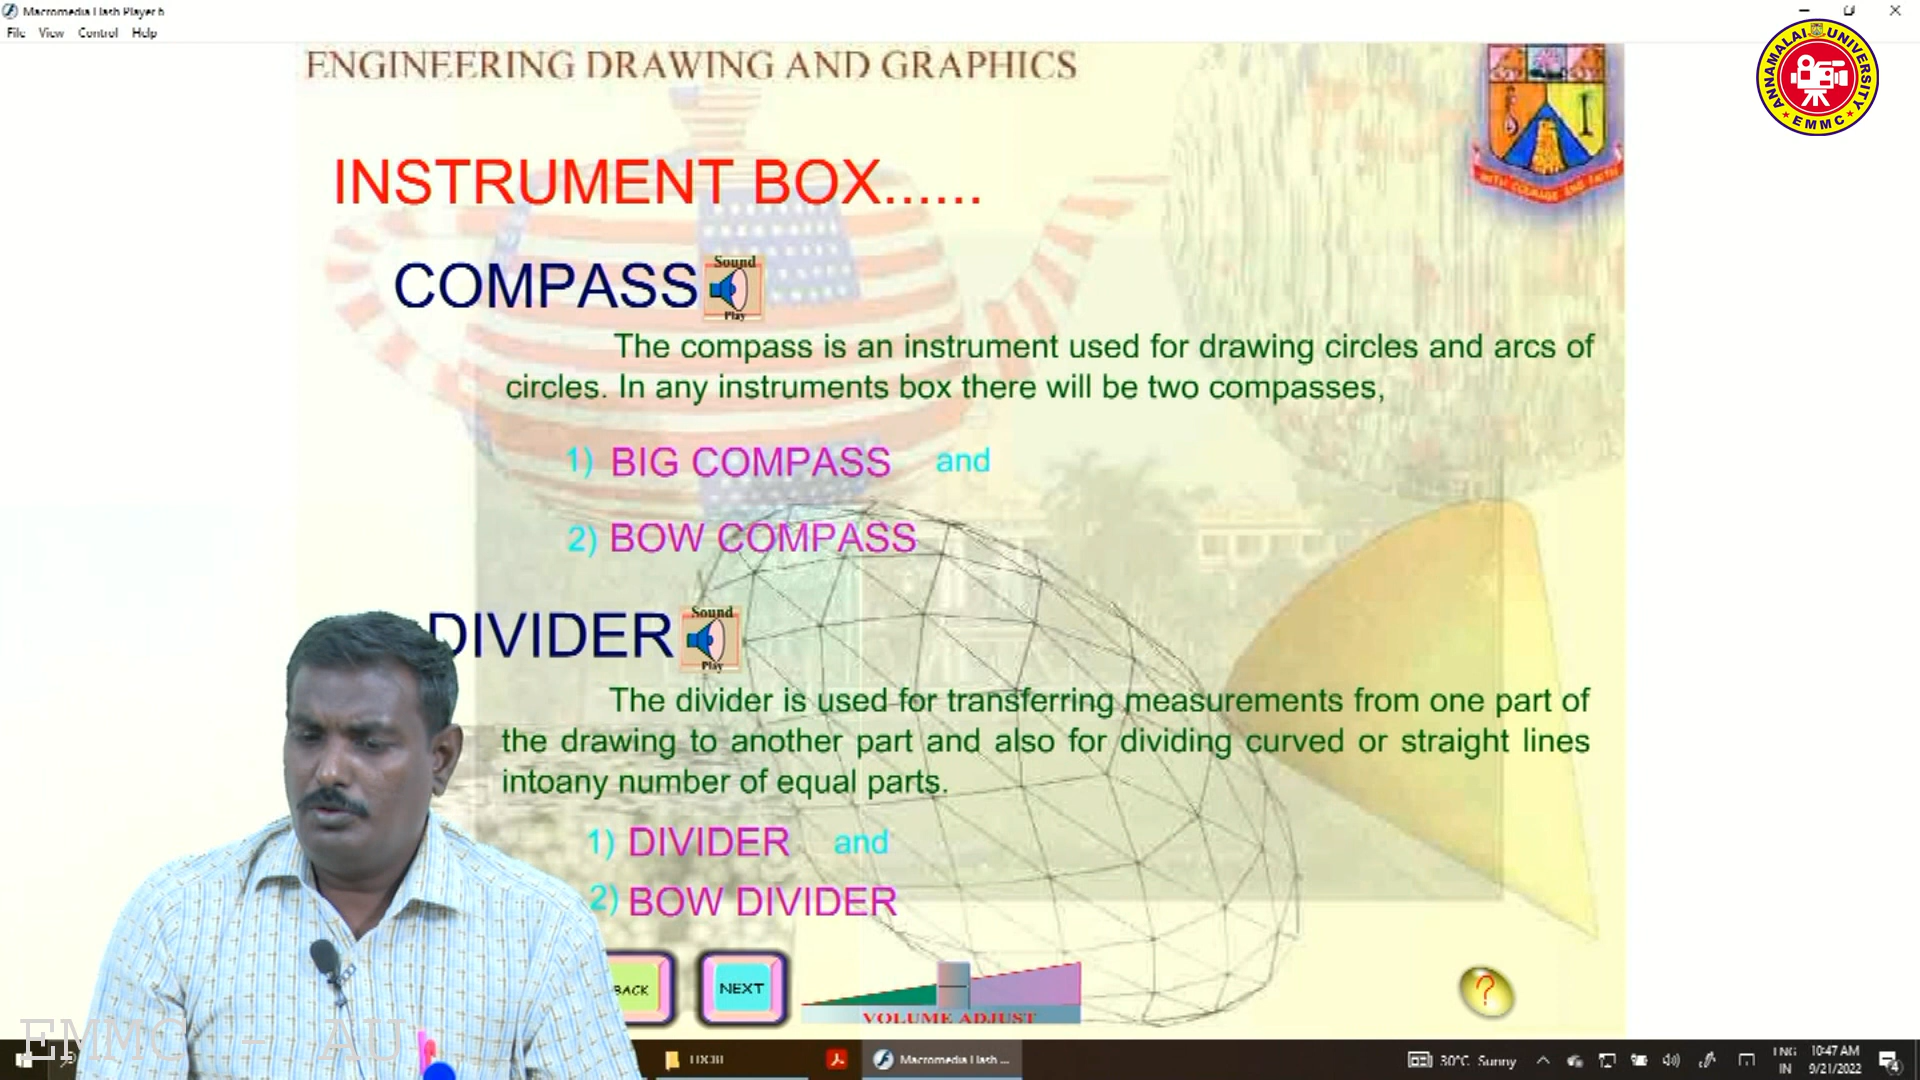 Macromedia Flash Player 6
File View Control Help
ENGINEERING DRAWING AND GRAPHICS
ANNAMALAI UNIVERSITY
EMMC
WITH COURAGE AND FAITH
INSTRUMENT BOX......
COMPASS
Sound
Play
The compass is an instrument used for drawing circles and arcs of
circles. In any instruments box there will be two compasses,
1) BIG COMPASS and
2) BOW COMPASS
DIVIDER
Sound
Play
The divider is used for transferring measurements from one part of
the drawing to another part and also for dividing curved or straight lines
intoany number of equal parts.
1) DIVIDER and
2) BOW DIVIDER
BACK
NEXT
VOLUME ADJUST
?
EMMC - AU
Macromedia Flash ...
30°C Sunny
ENG
IN
10:47 AM
9/21/2022
4